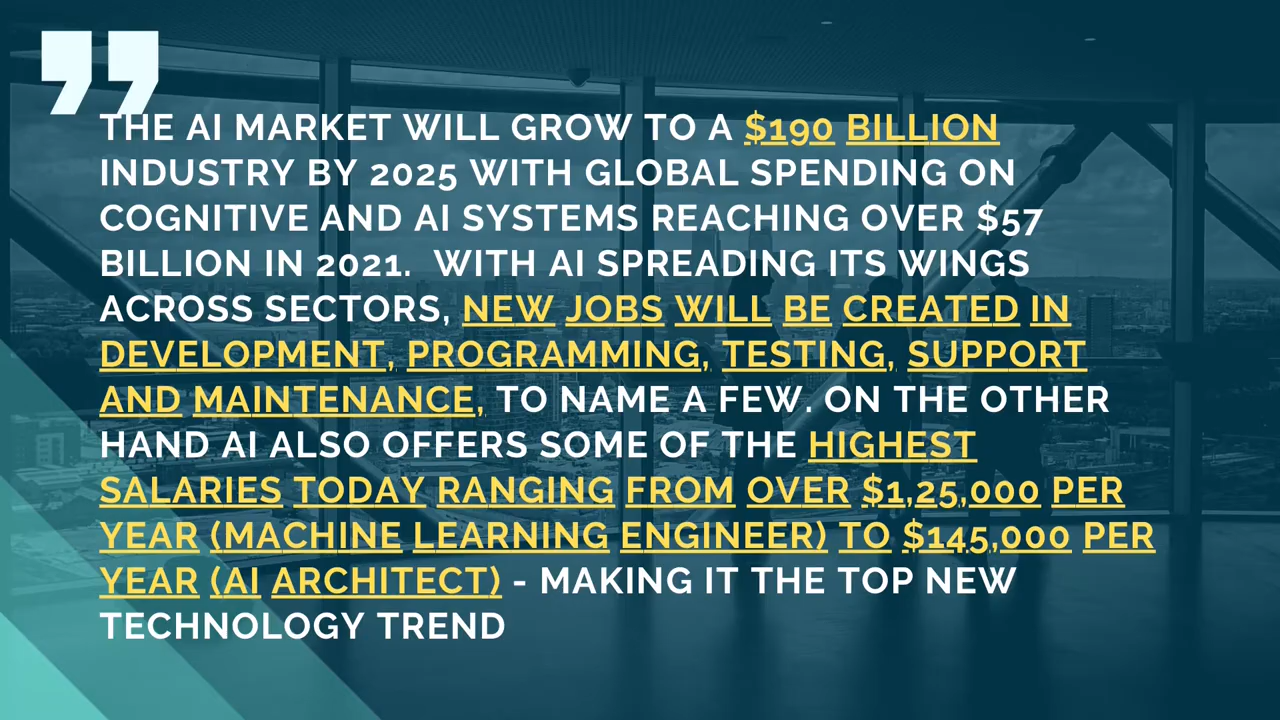 THE AI MARKET WILL GROW TO A $190 BILLION
INDUSTRY BY 2025 WITH GLOBAL SPENDING ON
COGNITIVE AND AI SYSTEMS REACHING OVER $57
BILLION IN 2021.  WITH AI SPREADING ITS WINGS
ACROSS SECTORS, NEW JOBS WILL BE CREATED IN
DEVELOPMENT, PROGRAMMING, TESTING, SUPPORT
AND MAINTENANCE, TO NAME A FEW. ON THE OTHER
HAND AI ALSO OFFERS SOME OF THE HIGHEST
SALARIES TODAY RANGING FROM OVER $1,25,000 PER
YEAR (MACHINE LEARNING ENGINEER) TO $145,000 PER
YEAR (AI ARCHITECT) - MAKING IT THE TOP NEW
TECHNOLOGY TREND